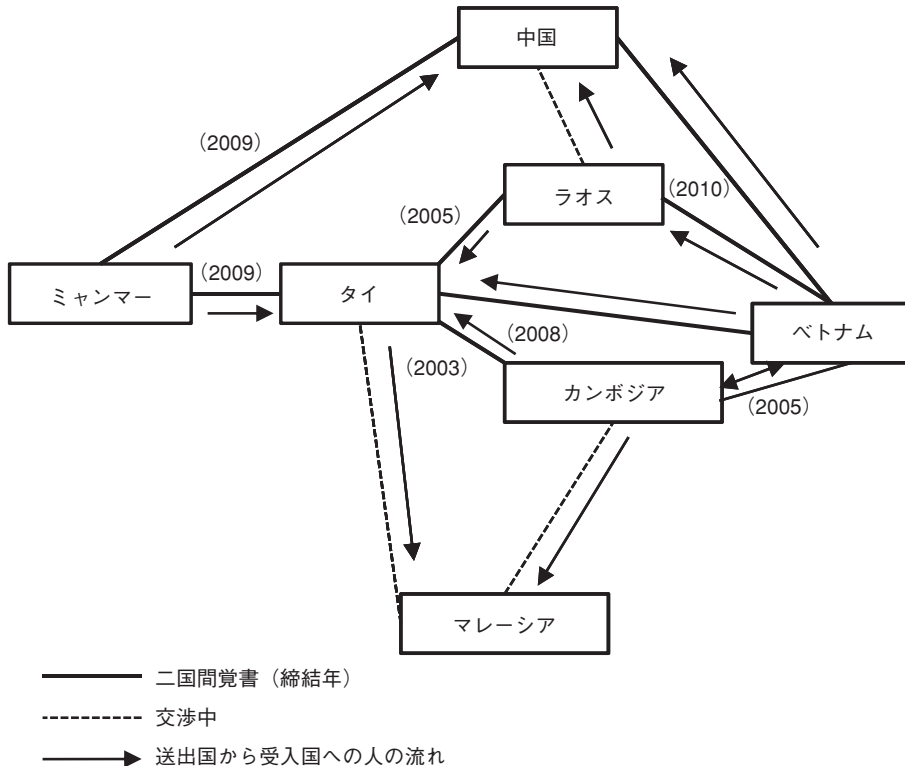 中国
（2009）
ラオス
（2010）
（2005）
ミャンマー
（2009）
タイ
ベトナム
（2008）
（2003）
カンボジア
（2005）
マレーシア
二国間覚書（締結年）
交渉中
送出国から受入国への人の流れ